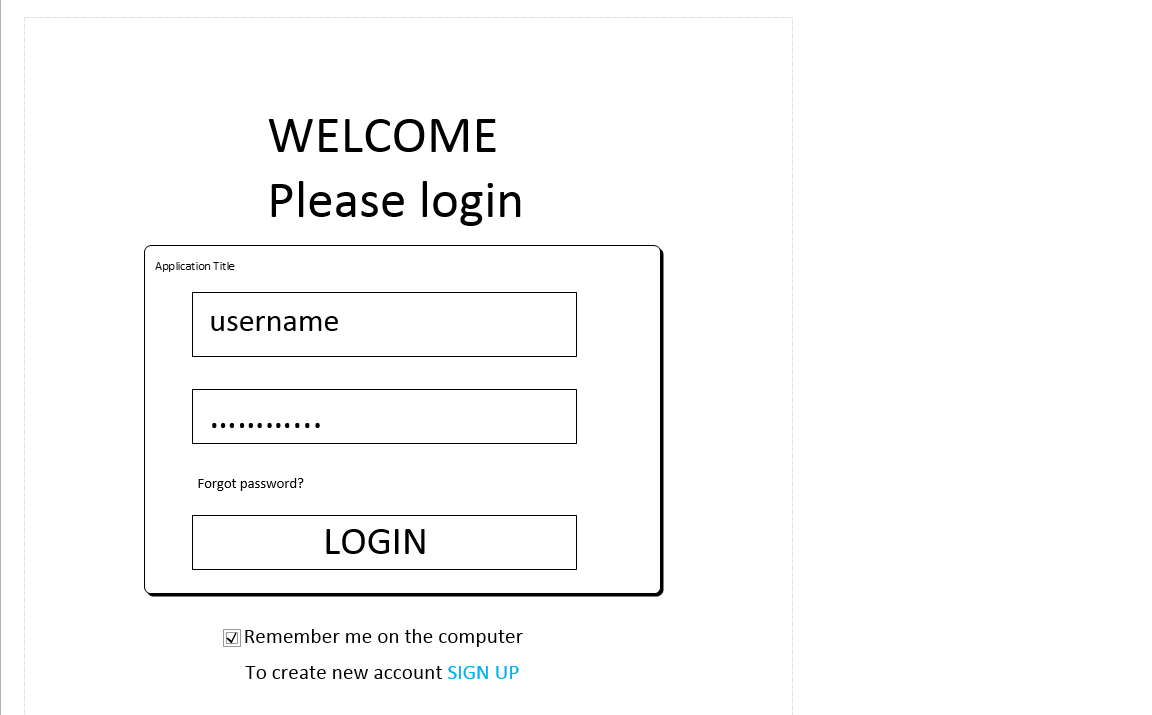 WELCOME
Please login
Application Title
username
............
Forgot password?
LOGIN
Remember me on the computer
To create new account SIGN UP